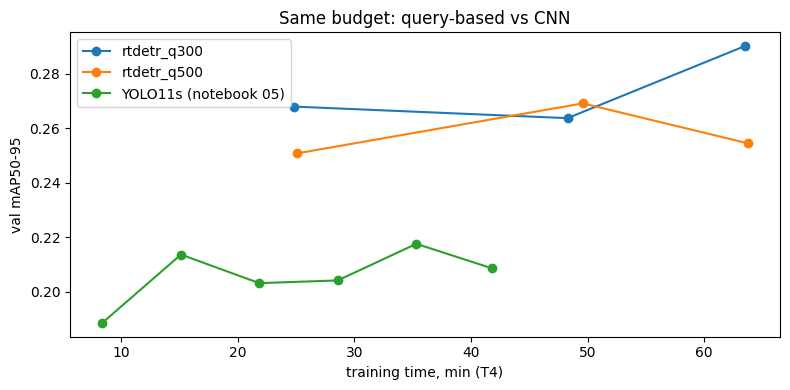 Same budget: query-based vs CNN
rtdetr_q300
rtdetr_q500
YOLO11s (notebook 05)
val mAP50-95
0.28
0.26
0.24
0.22
0.20
10 20 30 40 50 60
training time, min (T4)